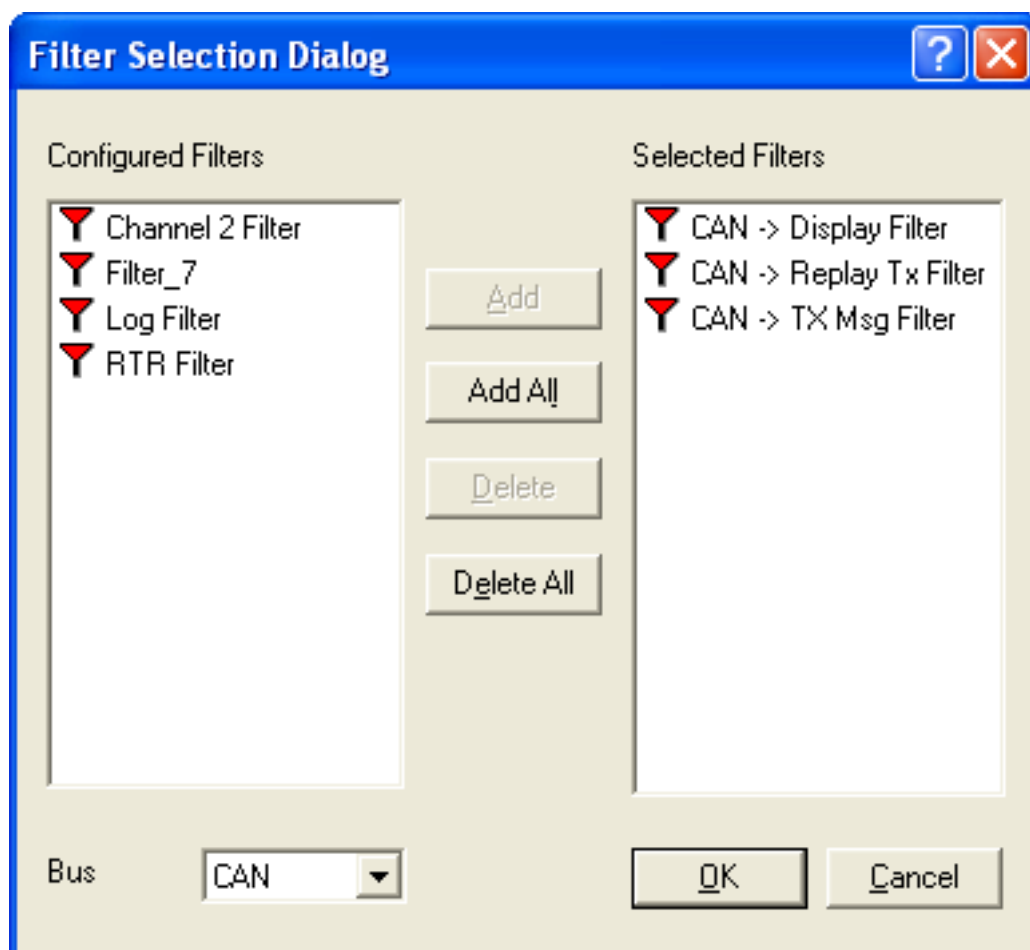 Filter Selection Dialog
Configured Filters
Channel 2 Filter
Filter_7
Log Filter
RTR Filter
Add
Add All
Delete
Delete All
Selected Filters
CAN -> Display Filter
CAN -> Replay Tx Filter
CAN -> TX Msg Filter
Bus
CAN
OK
Cancel